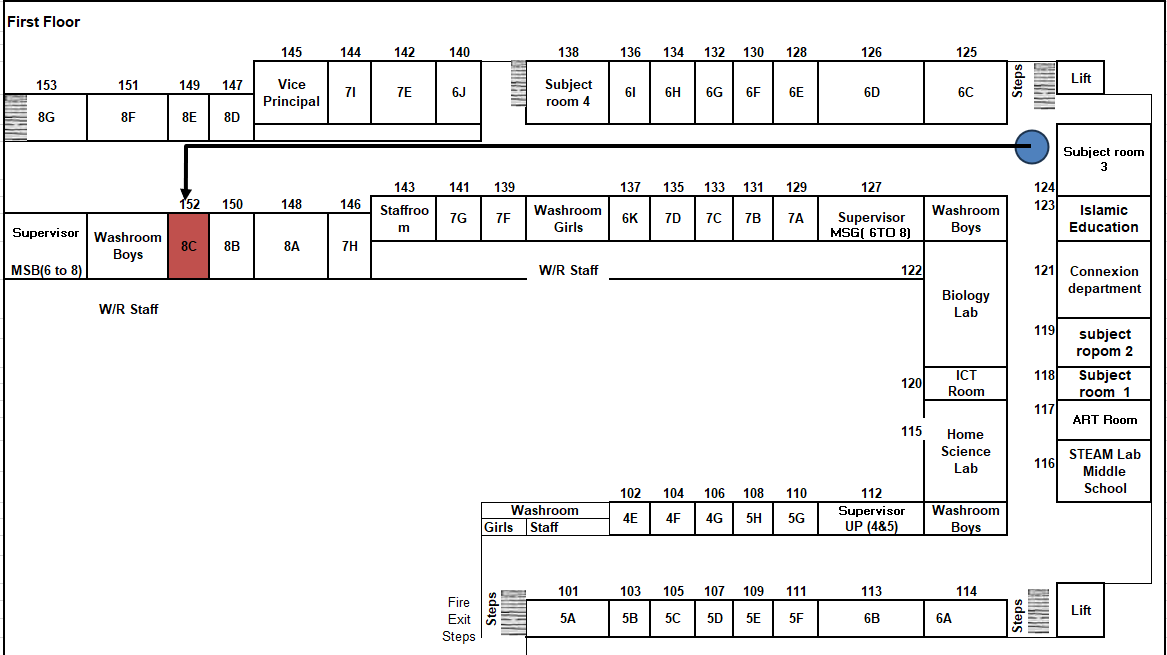 First Floor
145 144 142 140 138 136 134 132 130 128 126 125
153 151 149 147
Vice
Principal
7I 7E 6J
Subject
room 4
6I 6H 6G 6F 6E 6D 6C
Steps
Lift
8G 8F 8E 8D
Subject room
3
124
143 141 139 137 135 133 131 129 127
152 150 148 146
123
Supervisor
MSB(6 to 8)
Washroom
Boys
8C 8B 8A 7H
Staffroo
m
7G 7F
Washroom
Girls
6K 7D 7C 7B 7A
Supervisor
MSG( 6TO 8)
Washroom
Boys
Islamic
Education
W/R Staff
122
121
Connexion
department
W/R Staff
Biology
Lab
119
subject
ropom 2
120
ICT
Room
118
Subject
room 1
117
ART Room
115
Home
Science
Lab
116
STEAM Lab
Middle
School
102 104 106 108 110 112
Washroom
Girls Staff
4E 4F 4G 5H 5G
Supervisor
UP (4&5)
Washroom
Boys
101 103 105 107 109 111 113 114
Fire
Exit
Steps
Steps
5A 5B 5C 5D 5E 5F 6B 6A
Steps
Lift